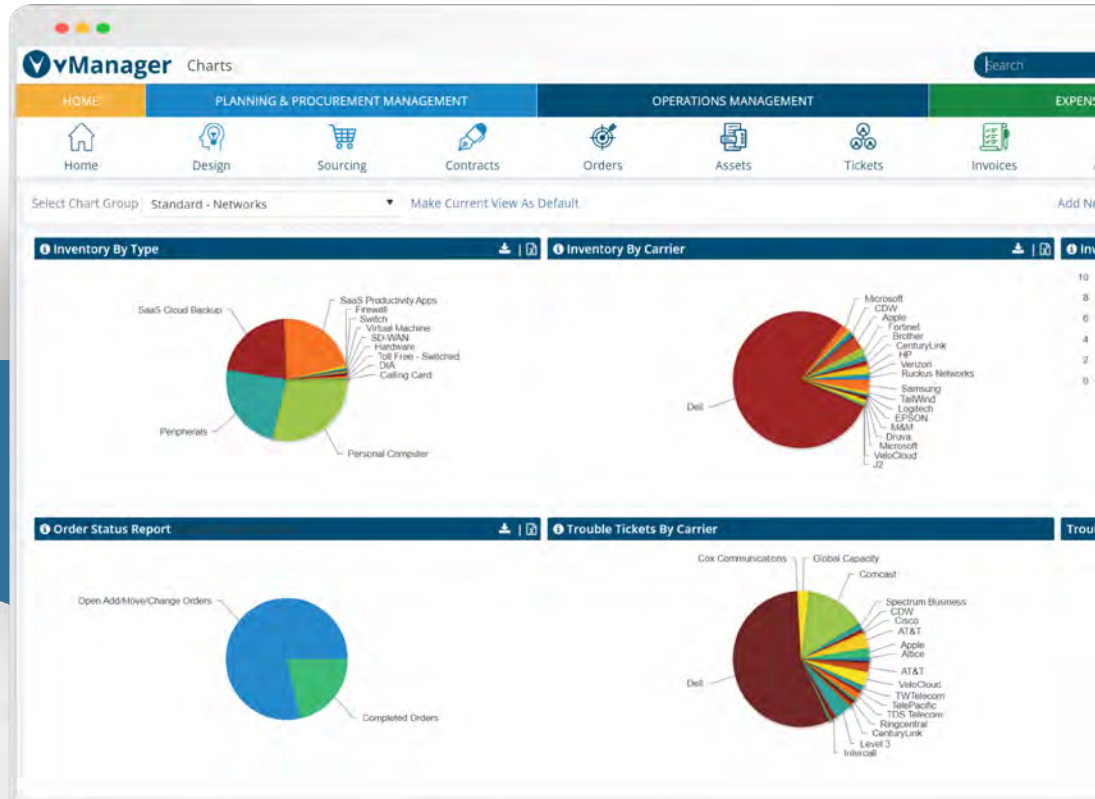 vManager Charts
Search
HOME
PLANNING & PROCUREMENT MANAGEMENT
OPERATIONS MANAGEMENT
EXPENS
Home
Design
Sourcing
Contracts
Orders
Assets
Tickets
Invoices
Select Chart Group Standard - Networks
Make Current View As Default
Add Ne
Inventory By Type
SaaS Cloud Backup
SaaS Productivity Apps
Firewall
Switch
Virtual Machine
SD-WAN
Hardware
Toll Free - Switched
DIA
Calling Card
Peripherals
Personal Computer
Inventory By Carrier
Microsoft
CDW
Apple
Fortinet
Brother
CenturyLink
HP
Verizon
Ruckus Networks
Dell
Samsung
TailWind
Logitech
EPSON
M&M
Druva
Microsoft
VeloCloud
J2
Inv
10
8
6
4
2
0
Order Status Report
Open Add/Move/Change Orders
Completed Orders
Trouble Tickets By Carrier
Cox Communications
Global Capacity
Comcast
Spectrum Business
CDW
Cisco
AT&T
Apple
Altice
AT&T
Dell
VeloCloud
TWTelecom
TelePacific
TDS Telecom
Ringcentral
CenturyLink
Level 3
Intercall
Trou